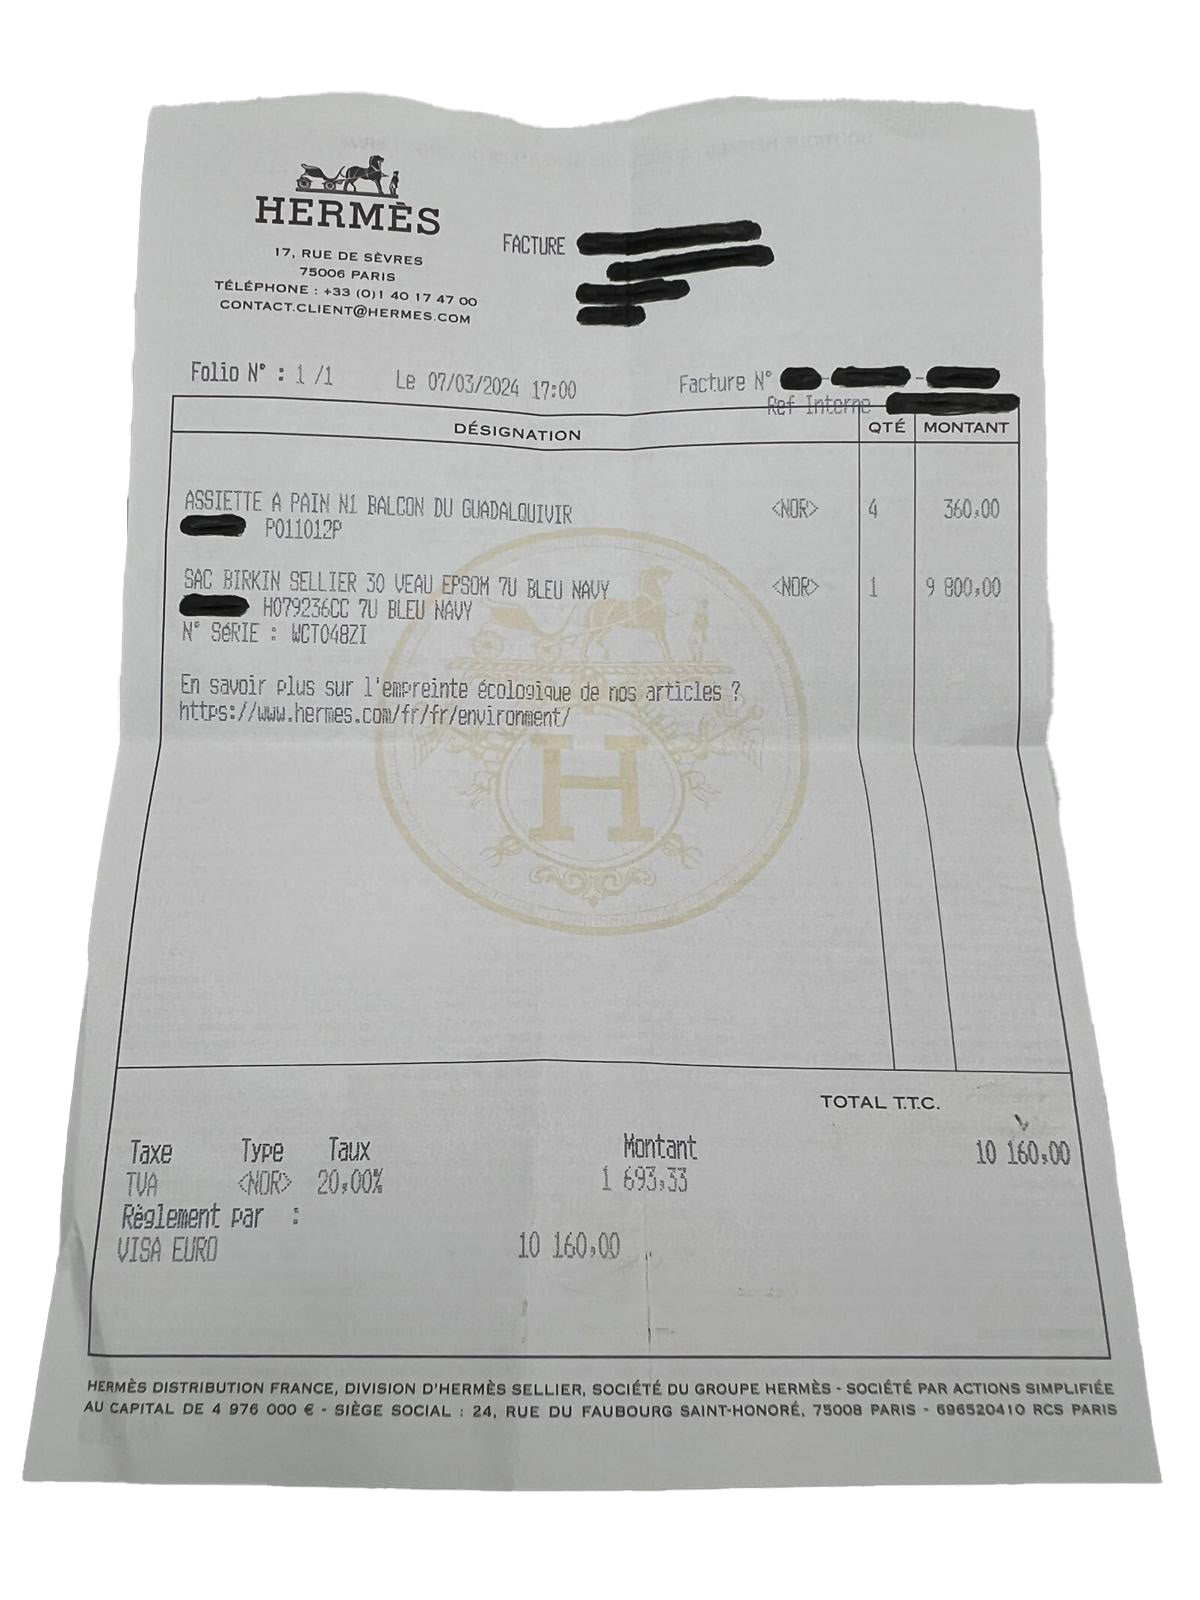 HERMÈS
17, RUE DE SÈVRES
75006 PARIS
TÉLÉPHONE : +33 (0)1 40 17 47 00
CONTACT.CLIENT@HERMES.COM
FACTURE
Folio N° : 1 /1 Le 07/03/2024 17:00 Facture N° - -
Ref Interne
DÉSIGNATION QTÉ MONTANT
ASSIETTE A PAIN N1 BALCON DU GUADALQUIVIR <NOR> 4 360,00
P011012P
SAC BIRKIN SELLIER 30 VEAU EPSOM 7U BLEU NAVY <NOR> 1 9 800,00
H079236CC 7U BLEU NAVY
N° SéRIE : WCT048ZI
En savoir plus sur l'empreinte écologique de nos articles ?
https://www.hermes.com/fr/fr/environment/
H
TOTAL T.T.C.
Taxe Type Taux Montant 10 160,00
TVA <NOR> 20,00% 1 693,33
Règlement par :
VISA EURO 10 160,00
HERMÈS DISTRIBUTION FRANCE, DIVISION D'HERMÈS SELLIER, SOCIÉTÉ DU GROUPE HERMÈS - SOCIÉTÉ PAR ACTIONS SIMPLIFIÉE
AU CAPITAL DE 4 976 000 € - SIÈGE SOCIAL : 24, RUE DU FAUBOURG SAINT-HONORÉ, 75008 PARIS - 696520410 RCS PARIS